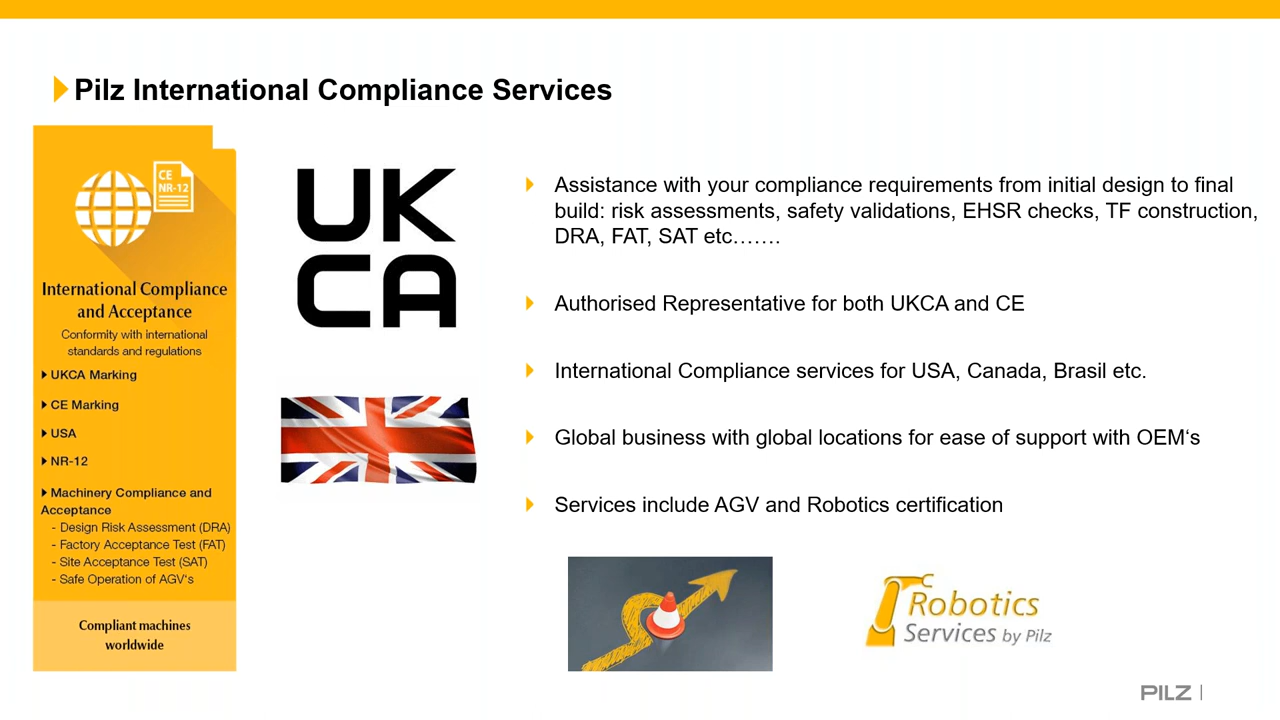 Pilz International Compliance Services
CE
NR-12
International Compliance
and Acceptance
Conformity with international
standards and regulations
UKCA Marking
CE Marking
USA
NR-12
Machinery Compliance and
Acceptance
- Design Risk Assessment (DRA)
- Factory Acceptance Test (FAT)
- Site Acceptance Test (SAT)
- Safe Operation of AGV's
Compliant machines
worldwide
UK
CA
Assistance with your compliance requirements from initial design to final
build: risk assessments, safety validations, EHSR checks, TF construction,
DRA, FAT, SAT etc…….
Authorised Representative for both UKCA and CE
International Compliance services for USA, Canada, Brasil etc.
Global business with global locations for ease of support with OEM‘s
Services include AGV and Robotics certification
Robotics
Services by Pilz
PILZ